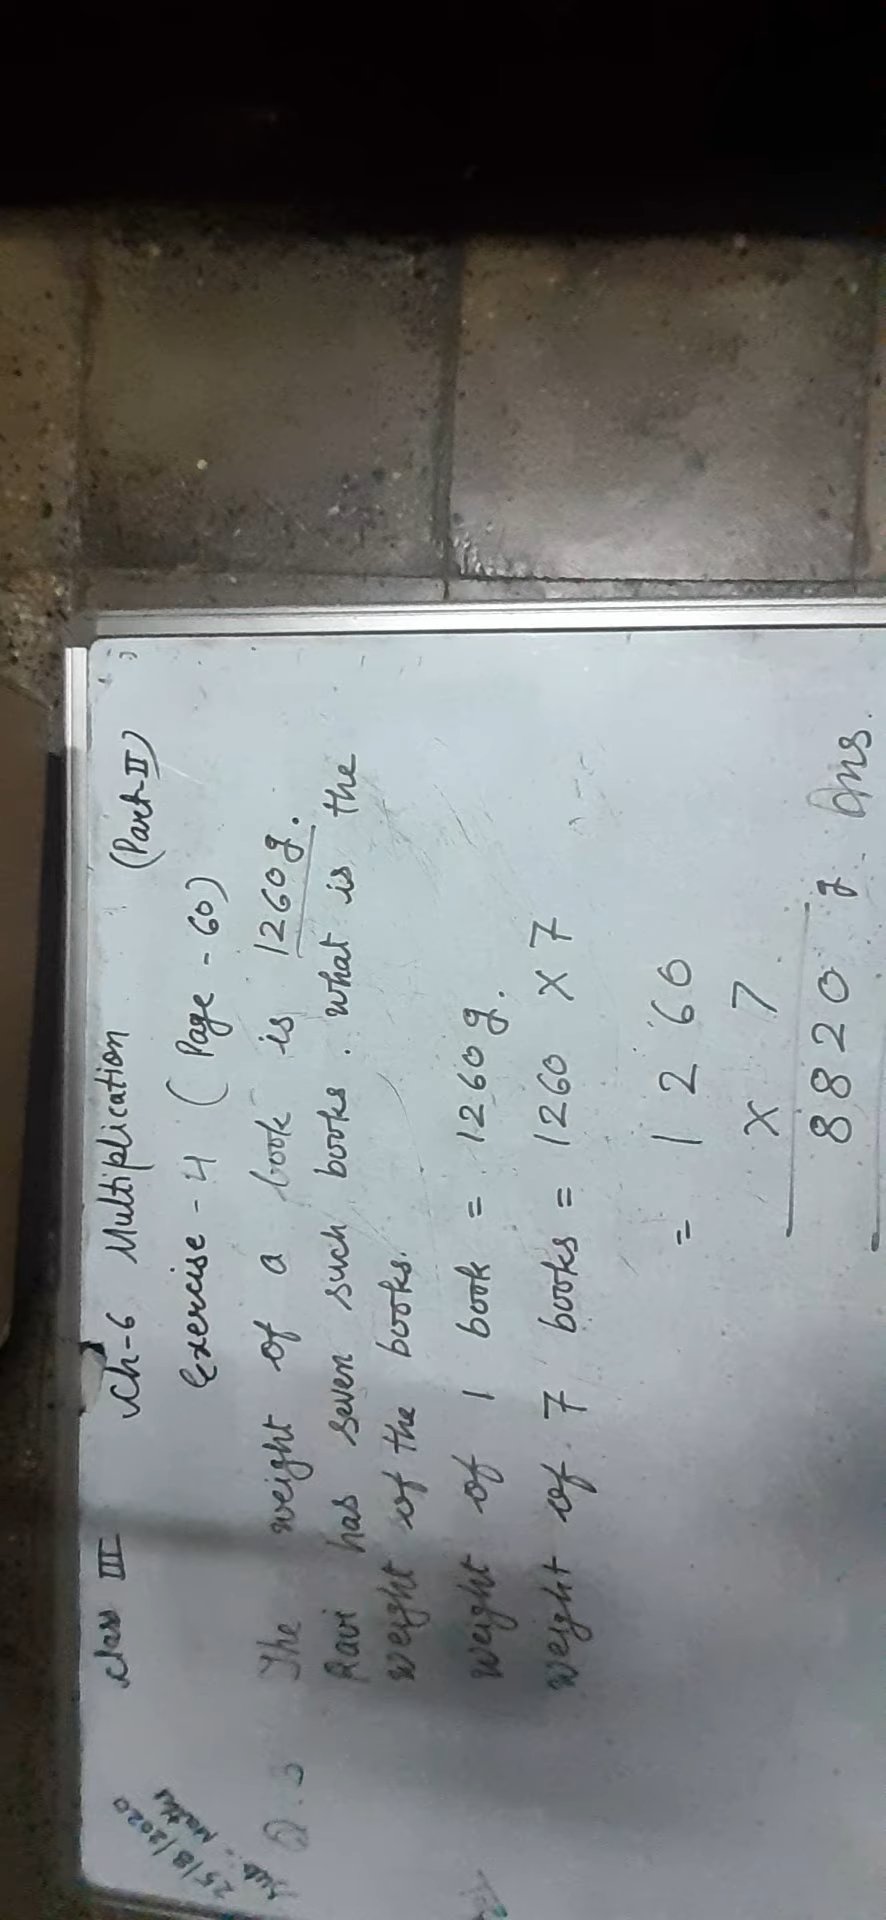 25/8/2020
Sub: Maths
Class III Ch-6 Multiplication (Part-II)
Exercise - 4 ( Page - 60)
Q.3 The weight of a book is 1260g.
Ravi has seven such books. what is the
weight of the books.
weight of 1 book = 1260g.
weight of 7 books = 1260 x 7
= 1260
x 7
8820 g Ans.